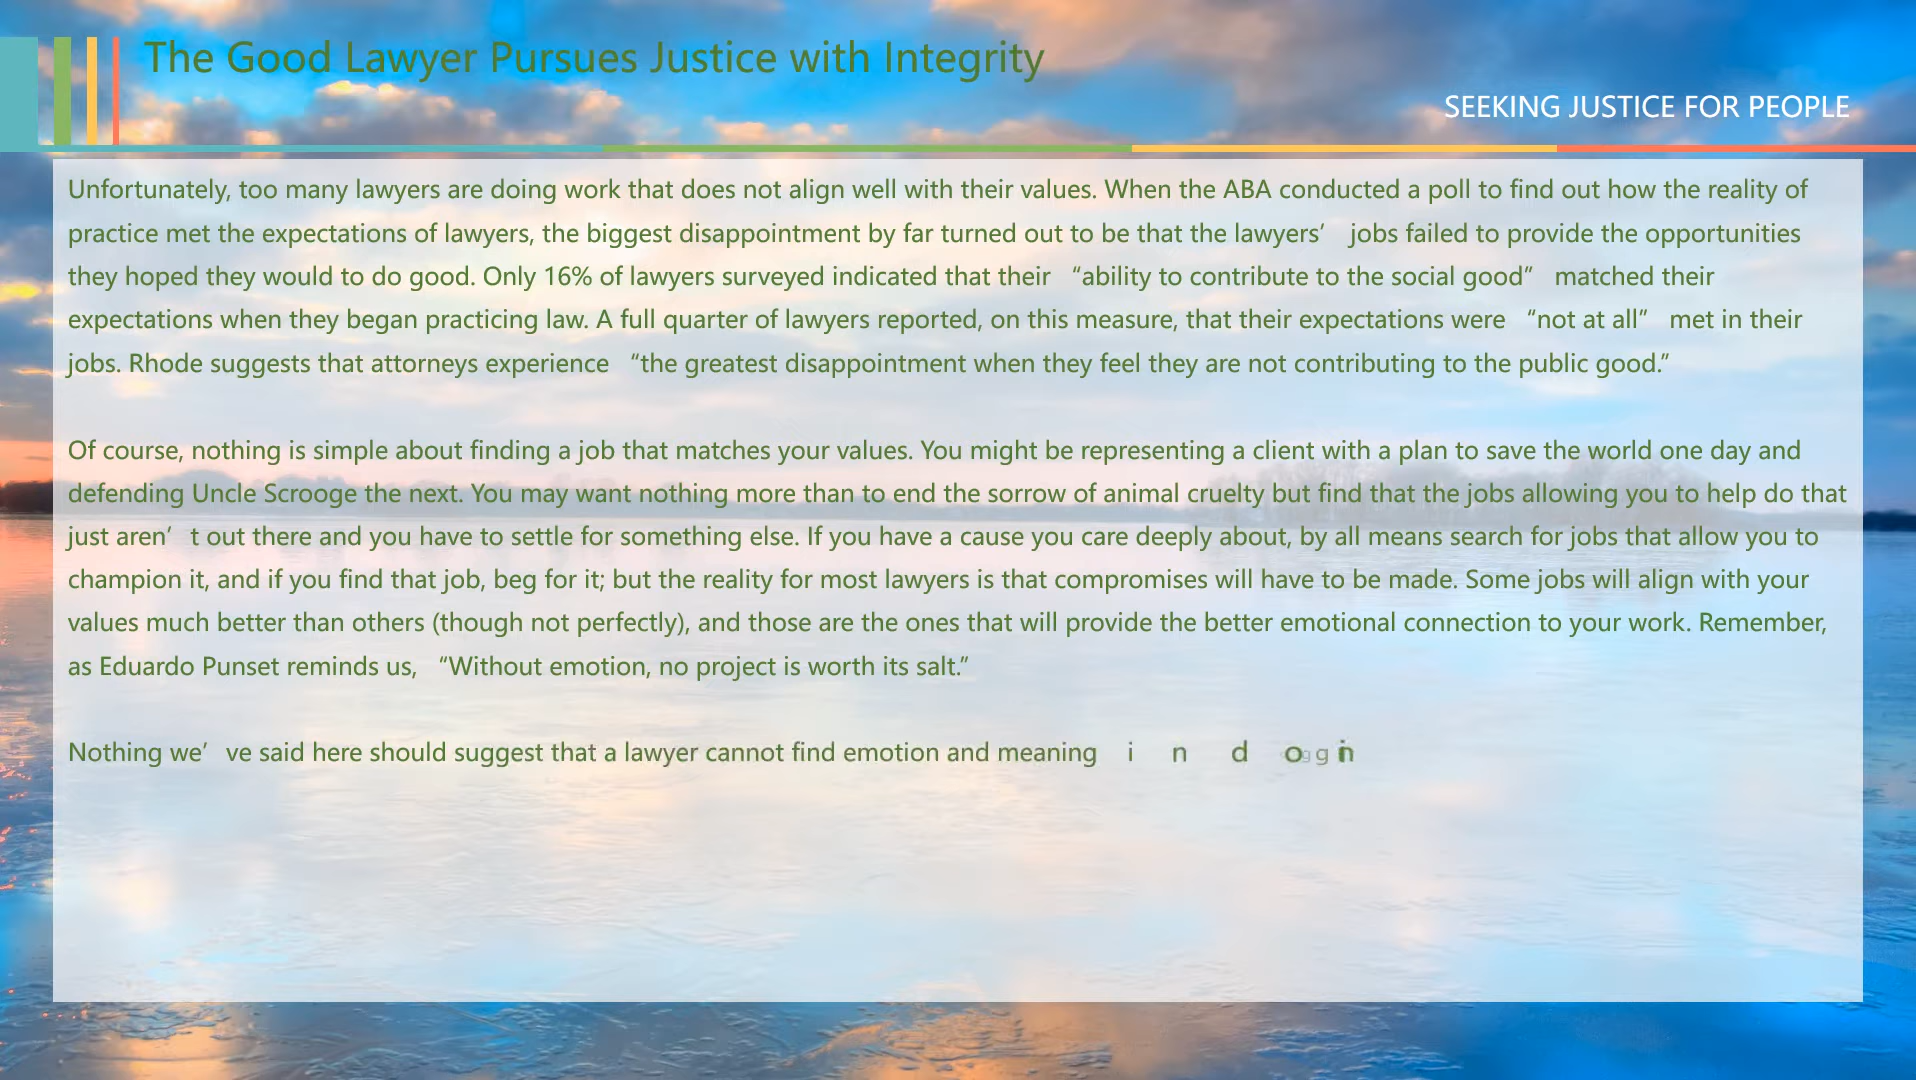 The Good Lawyer Pursues Justice with Integrity
SEEKING JUSTICE FOR PEOPLE
Unfortunately, too many lawyers are doing work that does not align well with their values. When the ABA conducted a poll to find out how the reality of
practice met the expectations of lawyers, the biggest disappointment by far turned out to be that the lawyers’ jobs failed to provide the opportunities
they hoped they would to do good. Only 16% of lawyers surveyed indicated that their “ability to contribute to the social good” matched their
expectations when they began practicing law. A full quarter of lawyers reported, on this measure, that their expectations were “not at all” met in their
jobs. Rhode suggests that attorneys experience “the greatest disappointment when they feel they are not contributing to the public good.”
Of course, nothing is simple about finding a job that matches your values. You might be representing a client with a plan to save the world one day and
defending Uncle Scrooge the next. You may want nothing more than to end the sorrow of animal cruelty but find that the jobs allowing you to help do that
just aren’t out there and you have to settle for something else. If you have a cause you care deeply about, by all means search for jobs that allow you to
champion it, and if you find that job, beg for it; but the reality for most lawyers is that compromises will have to be made. Some jobs will align with your
values much better than others (though not perfectly), and those are the ones that will provide the better emotional connection to your work. Remember,
as Eduardo Punset reminds us, “Without emotion, no project is worth its salt.”
Nothing we’ve said here should suggest that a lawyer cannot find emotion and meaning in